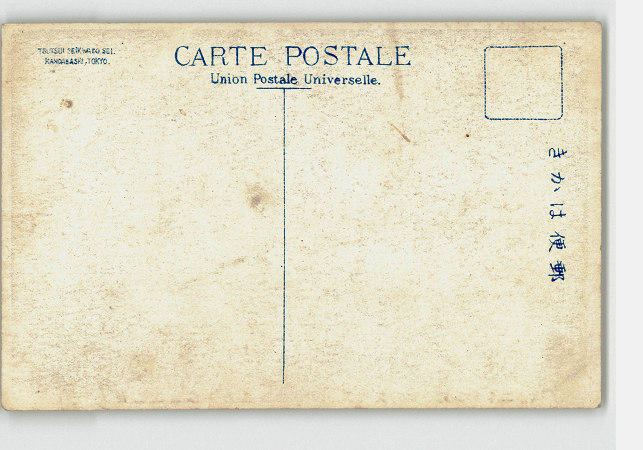 TSUTSUI SEIKWADO SEI.
KANDABASHI, TOKYO.
CARTE POSTALE
Union Postale Universelle.
きかは便郵